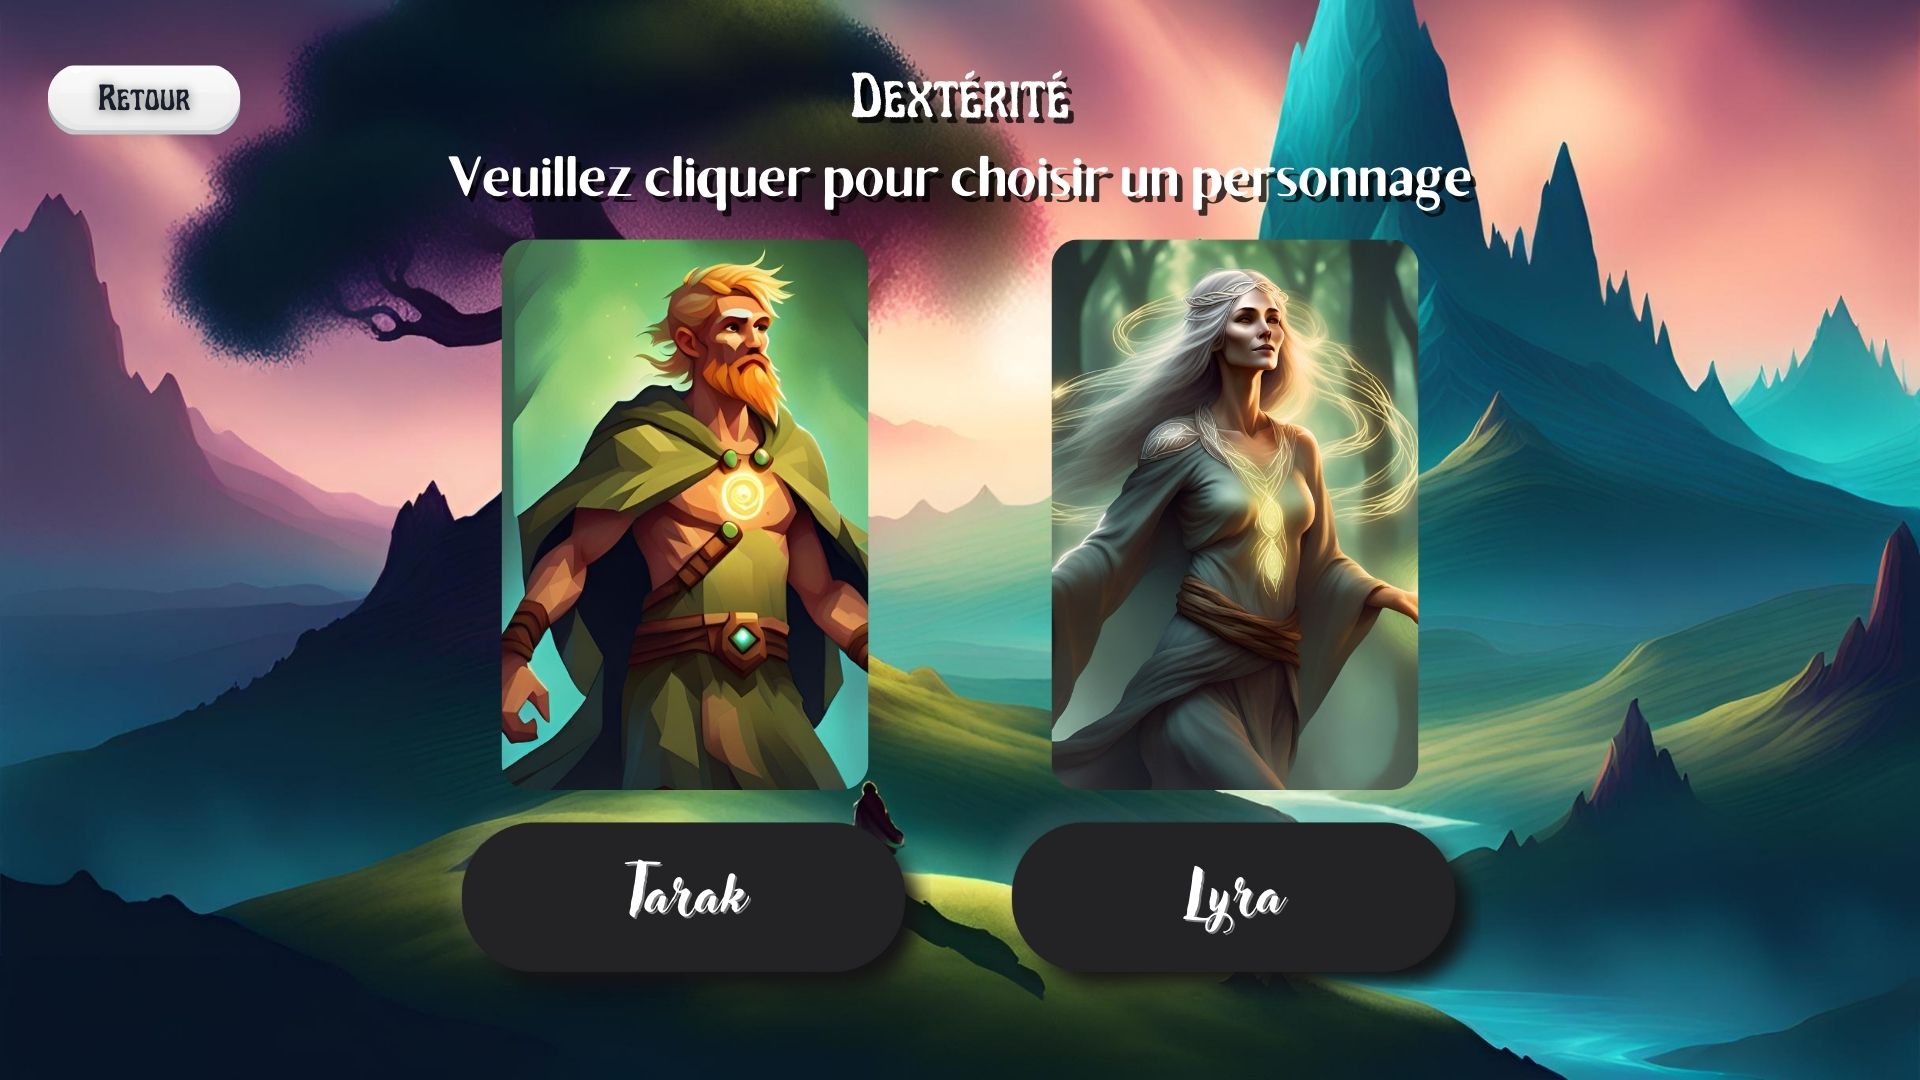 Retour
Dextérité
Veuillez cliquer pour choisir un personnage
Tarak
Lyra